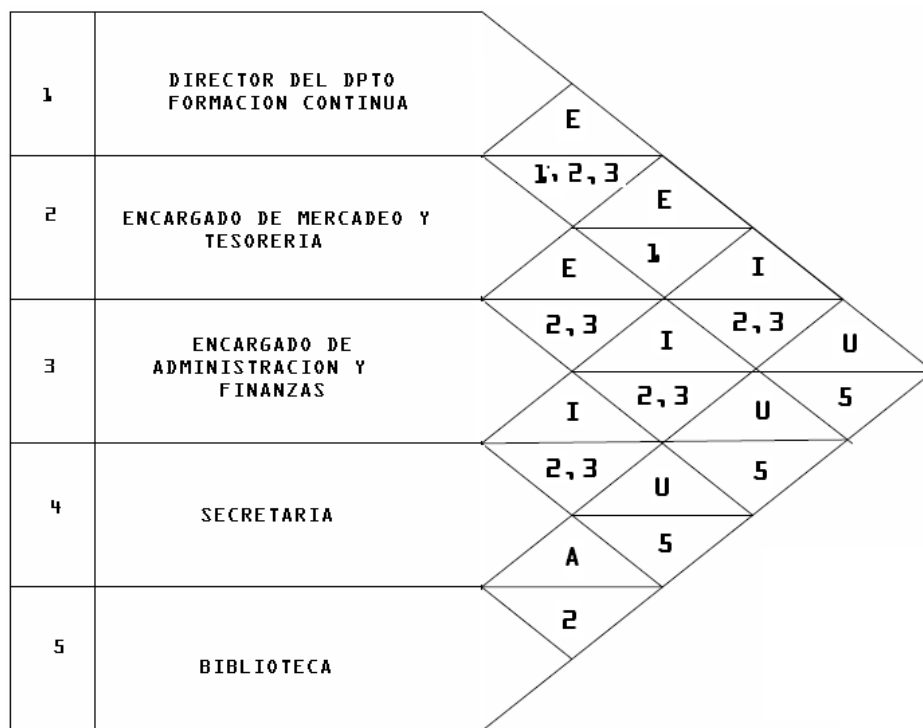 1
DIRECTOR DEL DPTO
FORMACION CONTINUA
E
1, 2, 3
2
ENCARGADO DE MERCADEO Y
TESORERIA
E
E
1
I
2, 3
2, 3
3
ENCARGADO DE
ADMINISTRACION Y
FINANZAS
I
U
I
2, 3
U
5
2, 3
4
SECRETARIA
U
5
A
5
2
5
BIBLIOTECA